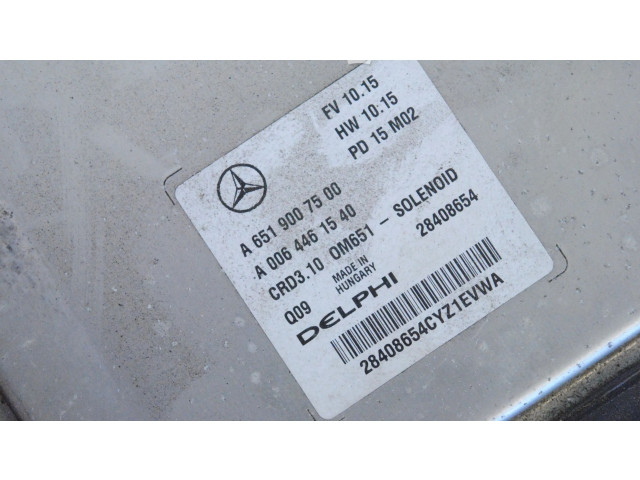 FV 10.15
HW 10.15
PD 15 M02
A 651 900 75 00
A 006 446 15 40
CRD3.10 OM651 - SOLENOID
Q09 MADE IN HUNGARY 28408654
DELPHI
28408654CYZ1EVWA